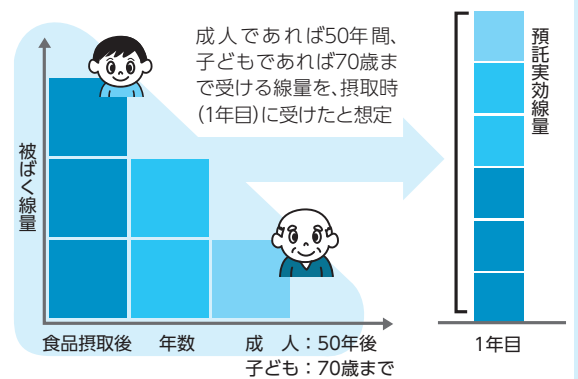 成人であれば50年間、
子どもであれば70歳ま
で受ける線量を、摂取時
(1年目)に受けたと想定
被ばく線量
食品摂取後
年数
成　人：50年後
子ども：70歳まで
預託実効線量
1年目